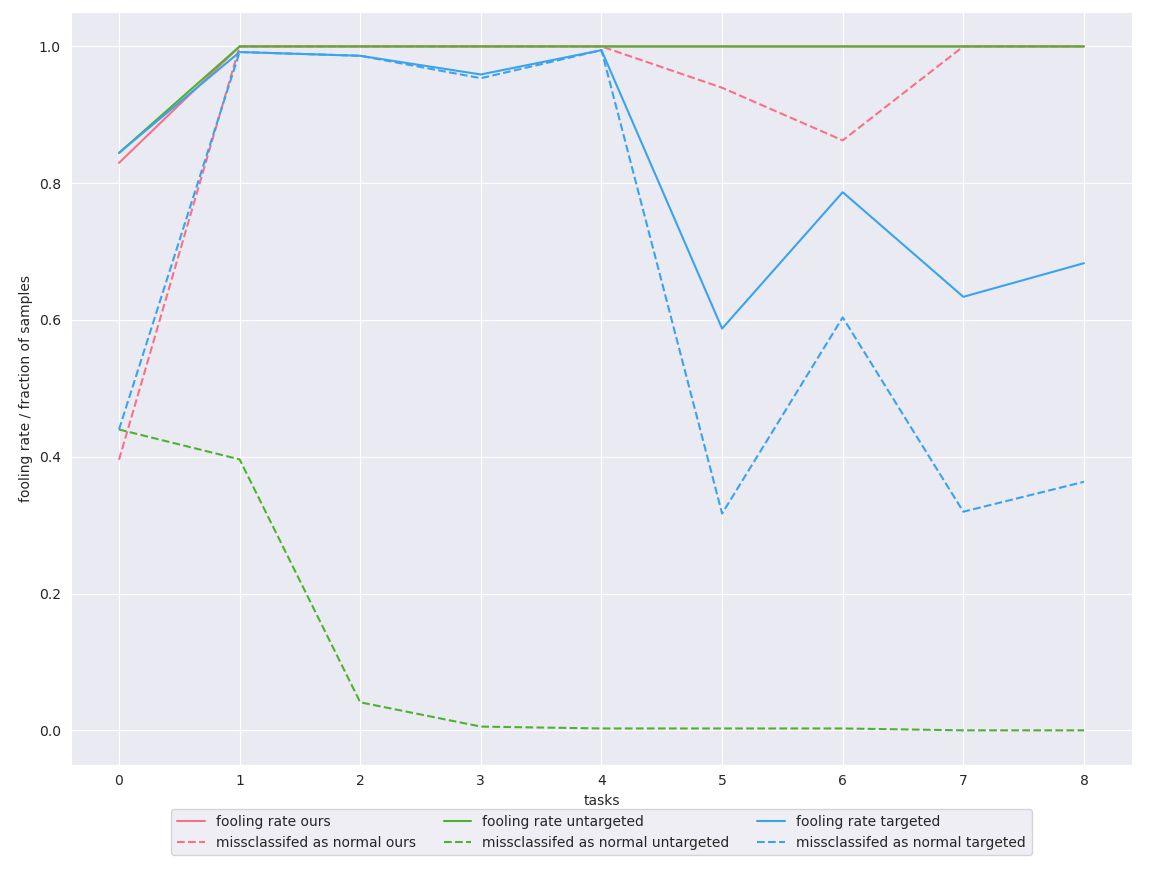 1.0
0.8
0.6
0.4
0.2
0.0
fooling rate / fraction of samples
0 1 2 3 4 5 6 7 8
tasks
fooling rate ours fooling rate untargeted fooling rate targeted
missclassifed as normal ours missclassifed as normal untargeted missclassifed as normal targeted